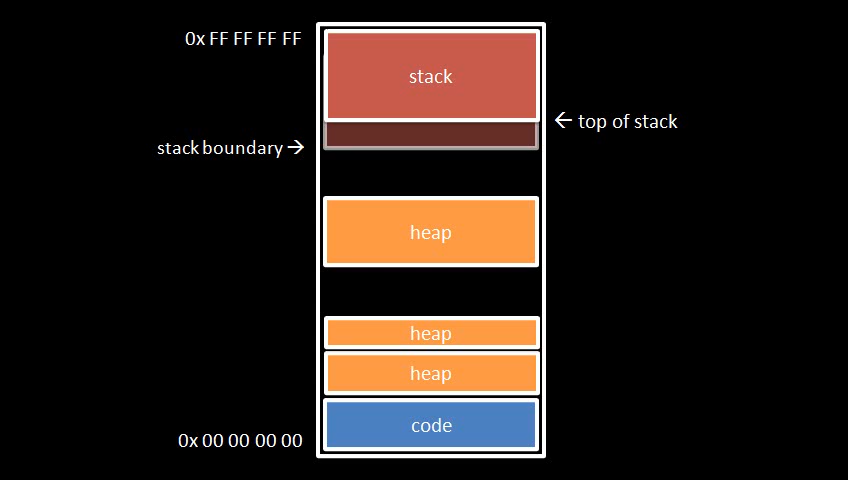 0x FF FF FF FF
stack
← top of stack
stack boundary →
heap
heap
heap
code
0x 00 00 00 00